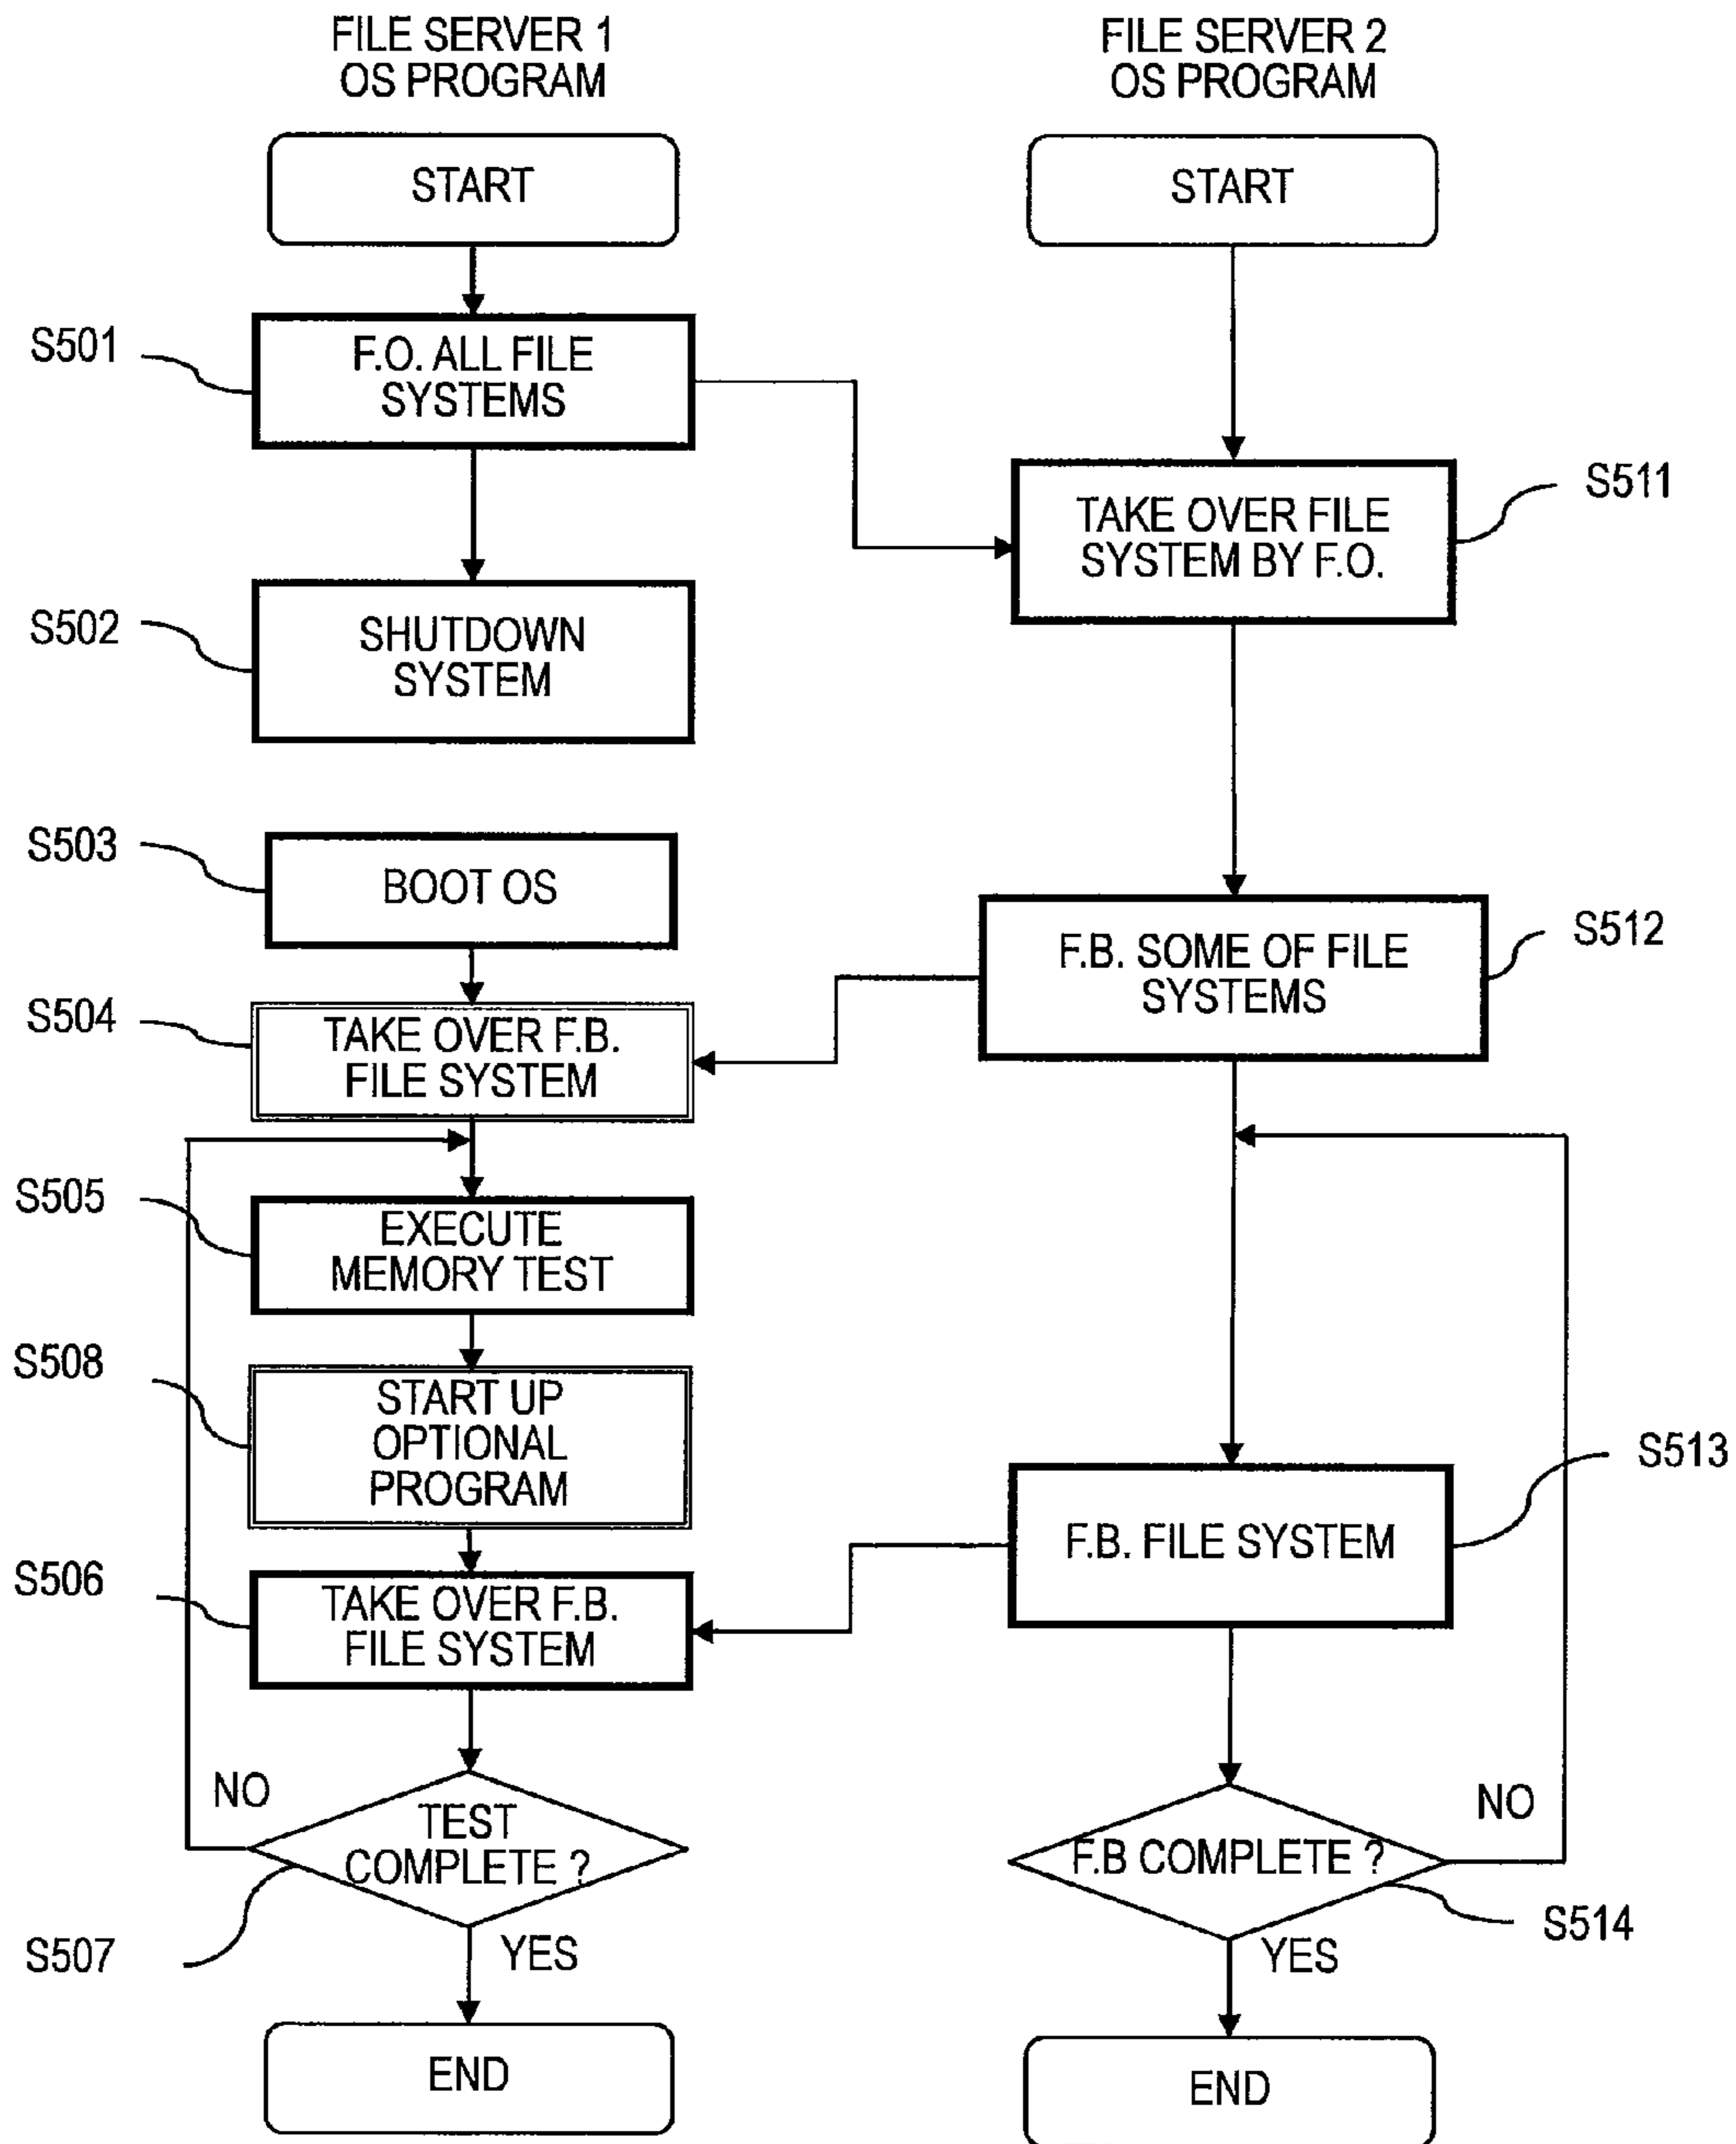 FILE SERVER 1
OS PROGRAM
START
S501
F.O. ALL FILE
SYSTEMS
S502
SHUTDOWN
SYSTEM
S503
BOOT OS
S504
TAKE OVER F.B.
FILE SYSTEM
S505
EXECUTE
MEMORY TEST
S508
START UP
OPTIONAL
PROGRAM
S506
TAKE OVER F.B.
FILE SYSTEM
NO
TEST
COMPLETE ?
S507
YES
END
FILE SERVER 2
OS PROGRAM
START
S511
TAKE OVER FILE
SYSTEM BY F.O.
S512
F.B. SOME OF FILE
SYSTEMS
S513
F.B. FILE SYSTEM
NO
F.B COMPLETE ?
S514
YES
END